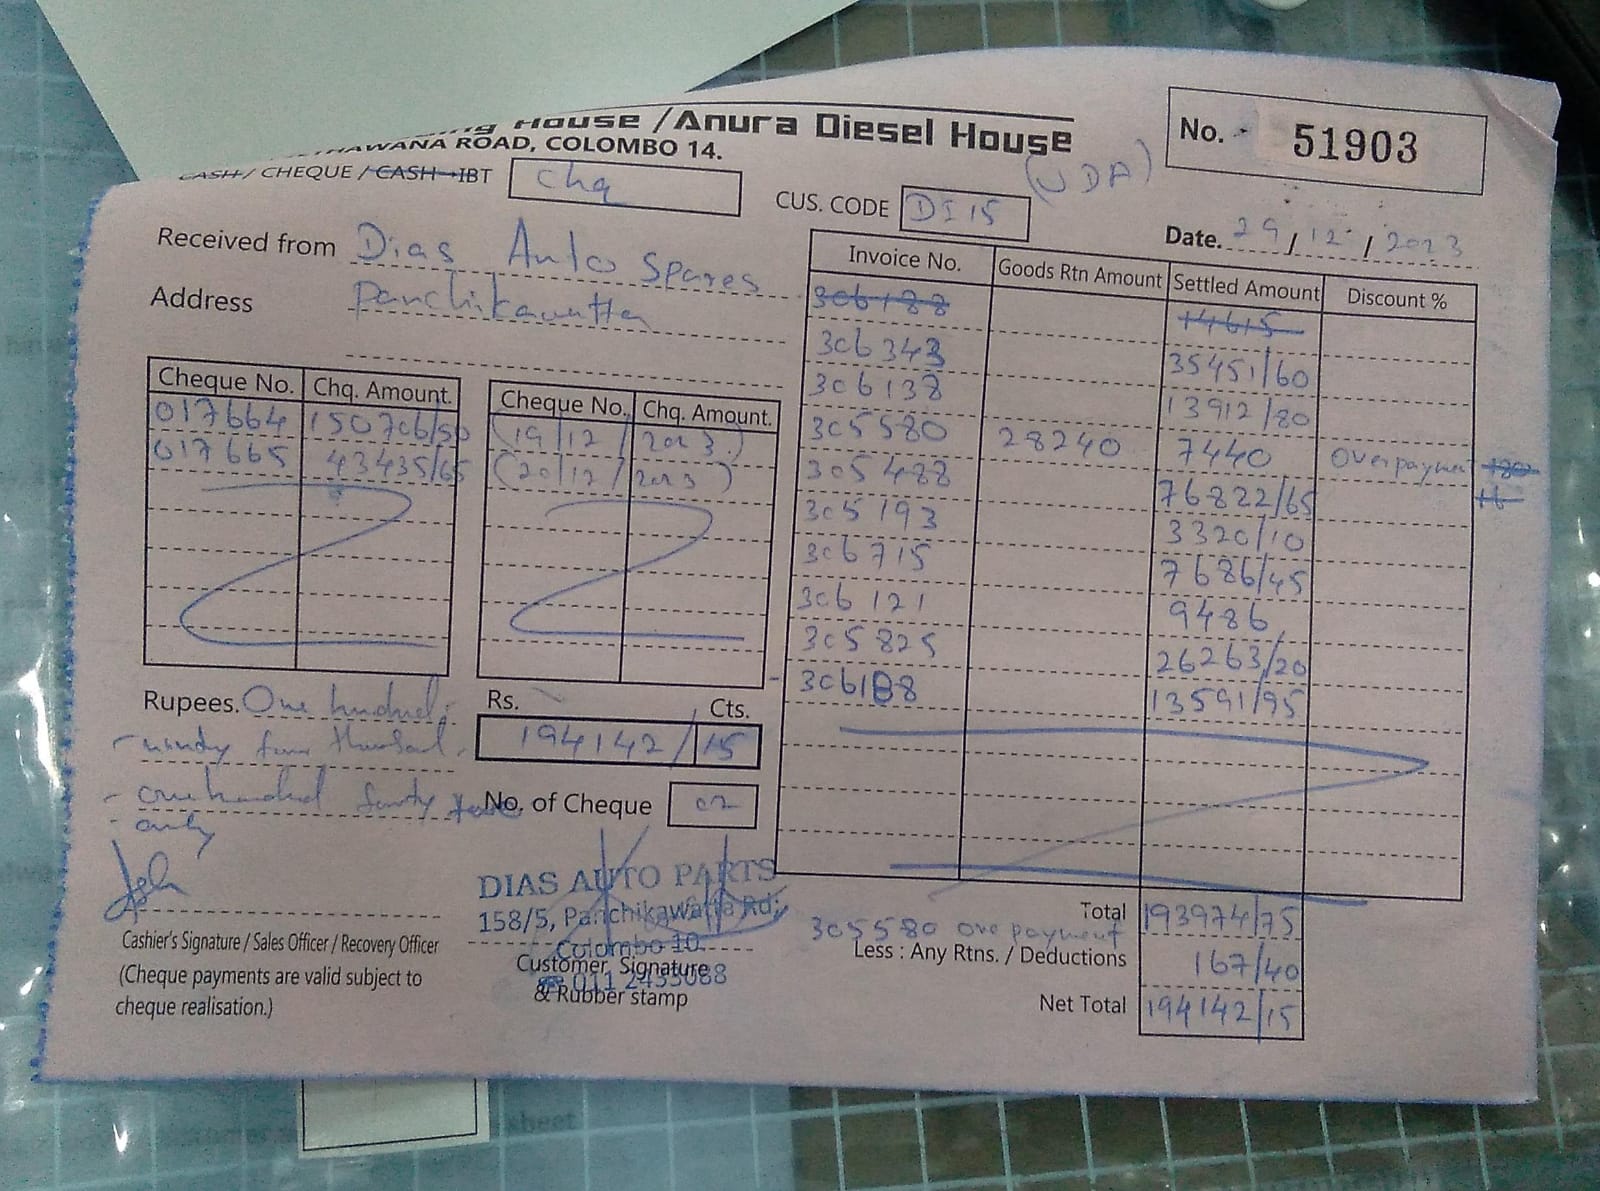 House / Anura Diesel House
ROAD, COLOMBO 14.
No. 51903
CASH / CHEQUE / CASH IBT chq
CUS. CODE DI 15
(UDA)
Date. 29 / 12 / 2023
Received from Dias Auto Spares
Address Panchikawatta
Cheque No. Chq. Amount.
017664 150706/50
017665 43435/65
Cheque No. Chq. Amount.
(19/12/2023)
(20/12/2023)
Invoice No. Goods Rtn Amount Settled Amount Discount %
306188 14615
306343 35451/60
306138 13912/80
305580 28240 7440 overpayment
305488 76822/65
305193 3320/10
306715 7686/45
306121 9486
305825 26263/20
306188 13591/95
Rupees. One hundred
ninety four thousand
one hundred fourty
only
Rs. Cts.
194142/15
No. of Cheque 02
Cashier's Signature / Sales Officer / Recovery Officer
(Cheque payments are valid subject to
cheque realisation.)
DIAS AUTO PARTS
158/5, Panchikawatta Rd,
Colombo 10.
011 2433088
Customer Signature
& Rubber stamp
Total 193974/75
305580 overpayment
Less : Any Rtns. / Deductions 167/40
Net Total 194142/15
sheet